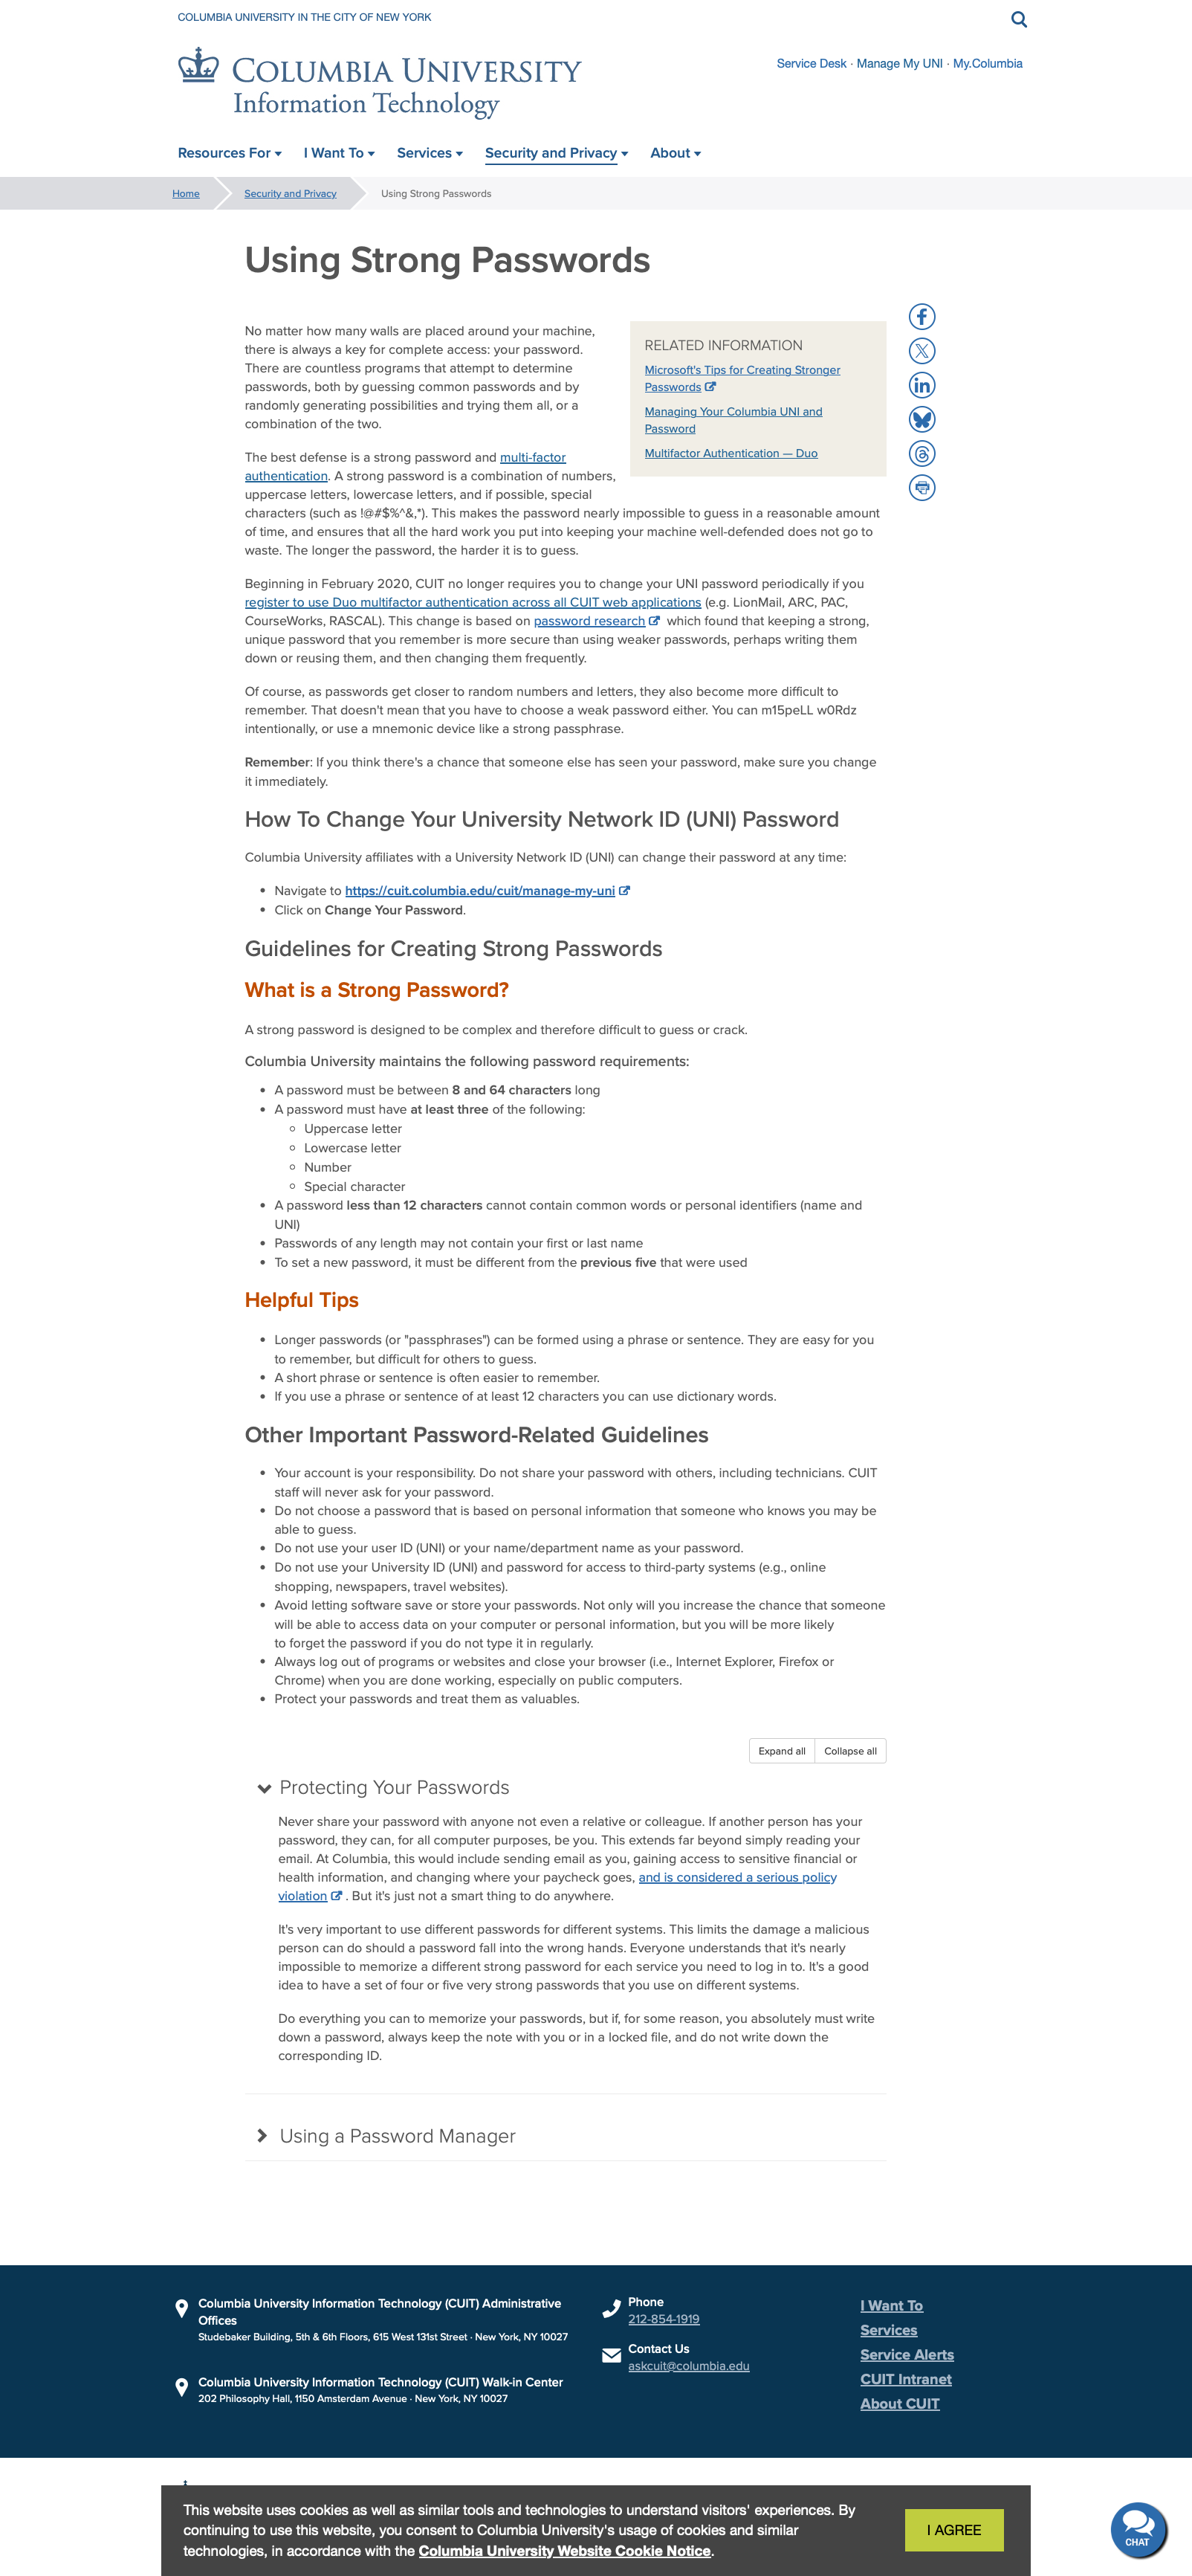 COLUMBIA UNIVERSITY IN THE CITY OF NEW YORK
COLUMBIA UNIVERSITY
Information Technology
Service Desk · Manage My UNI · My.Columbia
Resources For
I Want To
Services
Security and Privacy
About
Home
Security and Privacy
Using Strong Passwords
Using Strong Passwords
No matter how many walls are placed around your machine,
there is always a key for complete access: your password.
There are countless programs that attempt to determine
passwords, both by guessing common passwords and by
randomly generating possibilities and trying them all, or a
combination of the two.
RELATED INFORMATION
Microsoft's Tips for Creating Stronger
Passwords
Managing Your Columbia UNI and
Password
Multifactor Authentication — Duo
The best defense is a strong password and multi-factor
authentication. A strong password is a combination of numbers,
uppercase letters, lowercase letters, and if possible, special
characters (such as !@#$%^&,*). This makes the password nearly impossible to guess in a reasonable amount
of time, and ensures that all the hard work you put into keeping your machine well-defended does not go to
waste. The longer the password, the harder it is to guess.
Beginning in February 2020, CUIT no longer requires you to change your UNI password periodically if you
register to use Duo multifactor authentication across all CUIT web applications (e.g. LionMail, ARC, PAC,
CourseWorks, RASCAL). This change is based on password research which found that keeping a strong,
unique password that you remember is more secure than using weaker passwords, perhaps writing them
down or reusing them, and then changing them frequently.
Of course, as passwords get closer to random numbers and letters, they also become more difficult to
remember. That doesn't mean that you have to choose a weak password either. You can m15peLL w0Rdz
intentionally, or use a mnemonic device like a strong passphrase.
Remember: If you think there's a chance that someone else has seen your password, make sure you change
it immediately.
How To Change Your University Network ID (UNI) Password
Columbia University affiliates with a University Network ID (UNI) can change their password at any time:
• Navigate to https://cuit.columbia.edu/cuit/manage-my-uni
• Click on Change Your Password.
Guidelines for Creating Strong Passwords
What is a Strong Password?
A strong password is designed to be complex and therefore difficult to guess or crack.
Columbia University maintains the following password requirements:
• A password must be between 8 and 64 characters long
• A password must have at least three of the following:
◦ Uppercase letter
◦ Lowercase letter
◦ Number
◦ Special character
• A password less than 12 characters cannot contain common words or personal identifiers (name and
UNI)
• Passwords of any length may not contain your first or last name
• To set a new password, it must be different from the previous five that were used
Helpful Tips
• Longer passwords (or "passphrases") can be formed using a phrase or sentence. They are easy for you
to remember, but difficult for others to guess.
• A short phrase or sentence is often easier to remember.
• If you use a phrase or sentence of at least 12 characters you can use dictionary words.
Other Important Password-Related Guidelines
• Your account is your responsibility. Do not share your password with others, including technicians. CUIT
staff will never ask for your password.
• Do not choose a password that is based on personal information that someone who knows you may be
able to guess.
• Do not use your user ID (UNI) or your name/department name as your password.
• Do not use your University ID (UNI) and password for access to third-party systems (e.g., online
shopping, newspapers, travel websites).
• Avoid letting software save or store your passwords. Not only will you increase the chance that someone
will be able to access data on your computer or personal information, but you will be more likely
to forget the password if you do not type it in regularly.
• Always log out of programs or websites and close your browser (i.e., Internet Explorer, Firefox or
Chrome) when you are done working, especially on public computers.
• Protect your passwords and treat them as valuables.
Expand all
Collapse all
Protecting Your Passwords
Never share your password with anyone not even a relative or colleague. If another person has your
password, they can, for all computer purposes, be you. This extends far beyond simply reading your
email. At Columbia, this would include sending email as you, gaining access to sensitive financial or
health information, and changing where your paycheck goes, and is considered a serious policy
violation . But it's just not a smart thing to do anywhere.
It's very important to use different passwords for different systems. This limits the damage a malicious
person can do should a password fall into the wrong hands. Everyone understands that it's nearly
impossible to memorize a different strong password for each service you need to log in to. It's a good
idea to have a set of four or five very strong passwords that you use on different systems.
Do everything you can to memorize your passwords, but if, for some reason, you absolutely must write
down a password, always keep the note with you or in a locked file, and do not write down the
corresponding ID.
Using a Password Manager
Columbia University Information Technology (CUIT) Administrative
Offices
Studebaker Building, 5th & 6th Floors, 615 West 131st Street · New York, NY 10027
Columbia University Information Technology (CUIT) Walk-in Center
202 Philosophy Hall, 1150 Amsterdam Avenue · New York, NY 10027
Phone
212-854-1919
Contact Us
askcuit@columbia.edu
I Want To
Services
Service Alerts
CUIT Intranet
About CUIT
This website uses cookies as well as similar tools and technologies to understand visitors' experiences. By
continuing to use this website, you consent to Columbia University's usage of cookies and similar
technologies, in accordance with the Columbia University Website Cookie Notice.
I AGREE
CHAT